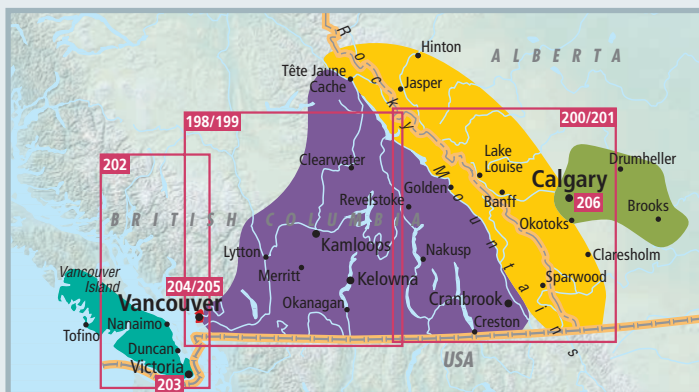 Hinton
ALBERTA
Rocky Mountains
Tête Jaune
Cache
Jasper
198/199
200/201
202
Clearwater
Lake
Louise
Drumheller
Calgary
Golden
Banff
206
Revelstoke
BRITISH COLUMBIA
Okotoks
Brooks
Kamloops
Lytton
Nakusp
Claresholm
Merritt
Vancouver
Island
Kelowna
Sparwood
204/205
Vancouver
Okanagan
Cranbrook
Tofino
Nanaimo
Creston
Duncan
USA
Victoria
203